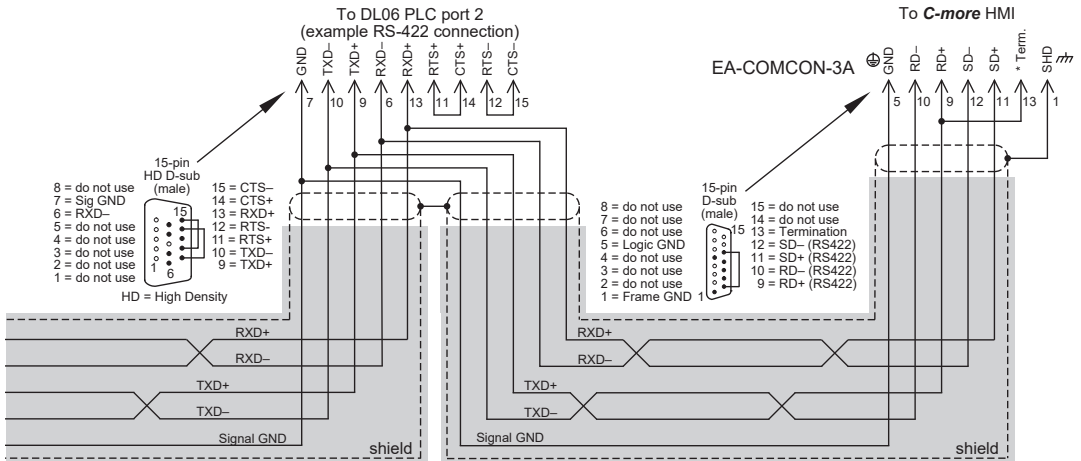 To DL06 PLC port 2
(example RS-422 connection)
GND
TXD–
TXD+
RXD–
RXD+
RTS+
CTS+
RTS–
CTS–
7
10
9
6
13
11
14
12
15
To C-more HMI
EA-COMCON-3A
GND
RD–
RD+
SD–
SD+
* Term.
SHD
5
10
9
12
11
13
1
15-pin
HD D-sub
(male)
8 = do not use
7 = Sig GND
6 = RXD–
5 = do not use
4 = do not use
3 = do not use
2 = do not use
1 = do not use
15
1
6
15 = CTS–
14 = CTS+
13 = RXD+
12 = RTS-
11 = RTS+
10 = TXD–
9 = TXD+
HD = High Density
15-pin
D-sub
(male)
8 = do not use
7 = do not use
6 = do not use
5 = Logic GND
4 = do not use
3 = do not use
2 = do not use
1 = Frame GND
15
1
15 = do not use
14 = do not use
13 = Termination
12 = SD– (RS422)
11 = SD+ (RS422)
10 = RD– (RS422)
9 = RD+ (RS422)
RXD+
RXD–
TXD+
TXD–
Signal GND
shield
RXD+
RXD–
TXD+
TXD–
Signal GND
shield